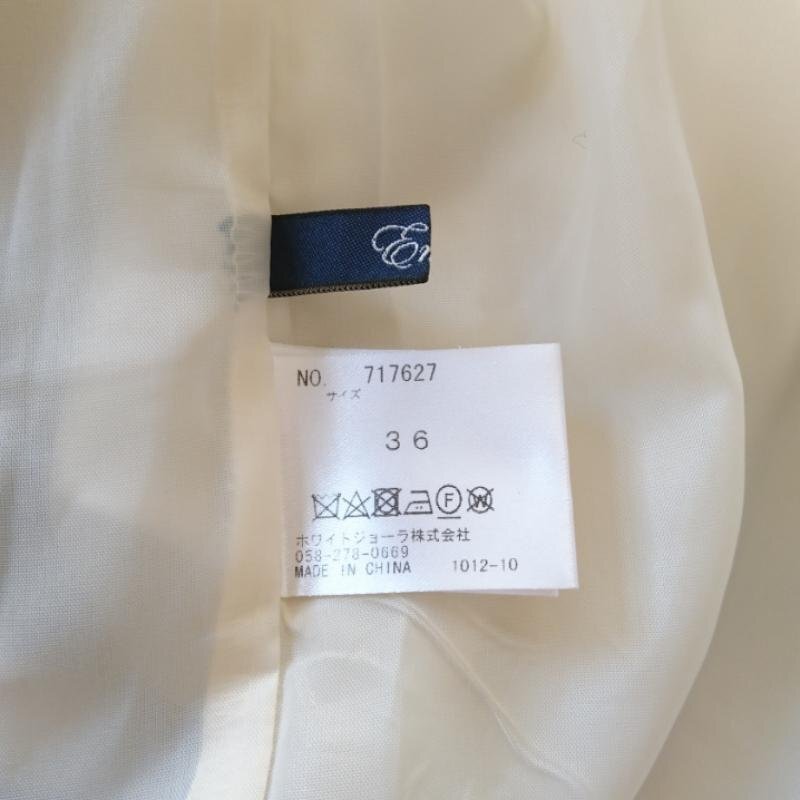 NO. 717627
サイズ
36
F W
ホワイトジョーラ株式会社
058-278-0669
MADE IN CHINA 1012-10